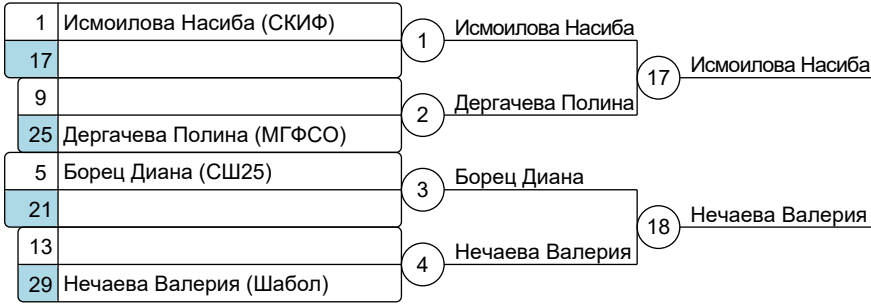 1 Исмоилова Насиба (СКИФ)
17
1 Исмоилова Насиба
9
25 Дергачева Полина (МГФСО)
2 Дергачева Полина
17 Исмоилова Насиба
5 Борец Диана (СШ25)
21
3 Борец Диана
13
29 Нечаева Валерия (Шабол)
4 Нечаева Валерия
18 Нечаева Валерия